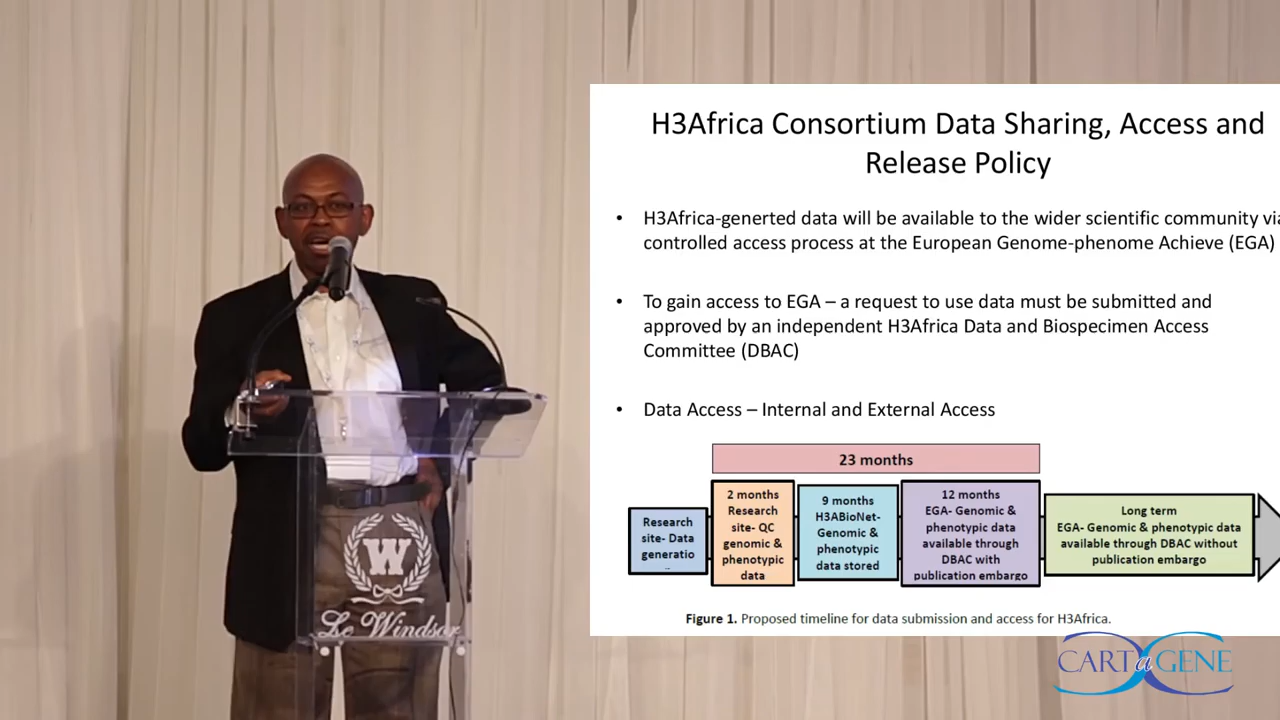 H3Africa Consortium Data Sharing, Access and
Release Policy
• H3Africa-generted data will be available to the wider scientific community via
controlled access process at the European Genome-phenome Achieve (EGA)
• To gain access to EGA – a request to use data must be submitted and
approved by an independent H3Africa Data and Biospecimen Access
Committee (DBAC)
• Data Access – Internal and External Access
23 months
Research
site- Data
generatio
2 months
Research
site- QC
genomic &
phenotypic
data
9 months
H3ABioNet-
Genomic &
phenotypic
data stored
12 months
EGA- Genomic &
phenotypic data
available through
DBAC with
publication embargo
Long term
EGA- Genomic & phenotypic data
available through DBAC without
publication embargo
Figure 1. Proposed timeline for data submission and access for H3Africa.
W
Le Windsor
CARTaGENE